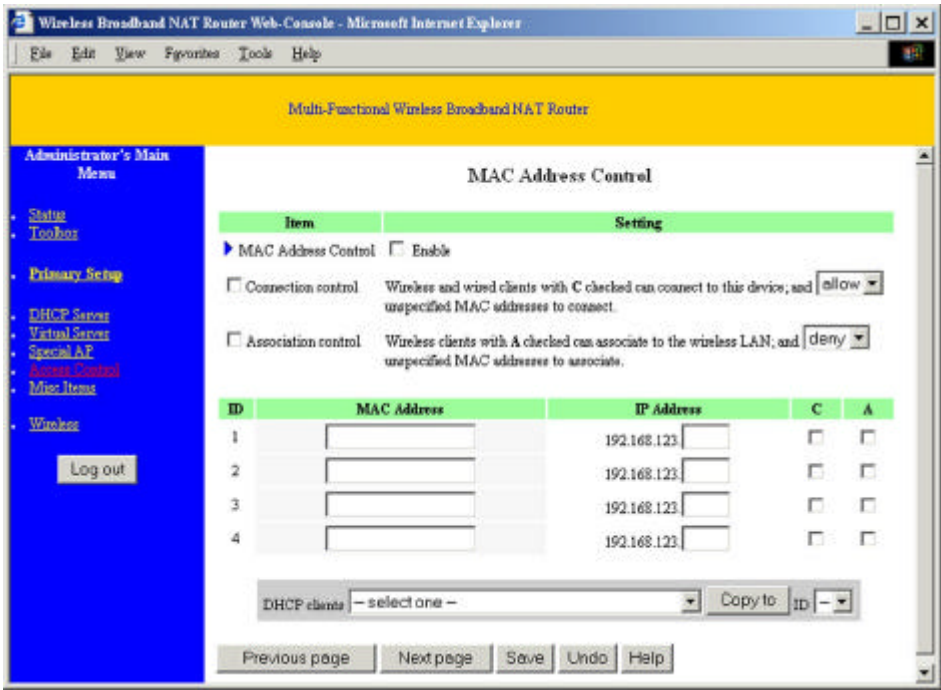 Wireless Broadband NAT Router Web-Console - Microsoft Internet Explorer
File Edit View Favorites Tools Help
Multi-Functional Wireless Broadband NAT Router
Administrator's Main
Menu
Status
Toolbox
Primary Setup
DHCP Server
Virtual Server
Special AP
Access Control
Misc Items
Wireless
Log out
MAC Address Control
Item Setting
MAC Address Control Enable
Connection control Wireless and wired clients with C checked can connect to this device; and allow
unspecified MAC addresses to connect.
Association control Wireless clients with A checked can associate to the wireless LAN; and deny
unspecified MAC addresses to associate.
ID MAC Address IP Address C A
1 192.168.123.
2 192.168.123.
3 192.168.123.
4 192.168.123.
DHCP clients -- select one -- Copy to ID --
Previous page Next page Save Undo Help